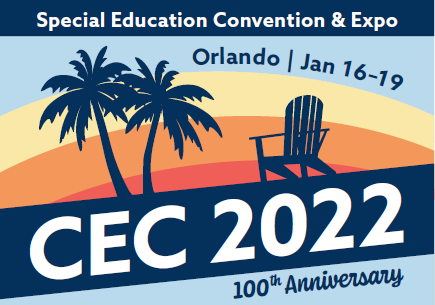 Special Education Convention & Expo
Orlando | Jan 16–19
CEC 2022
100th Anniversary